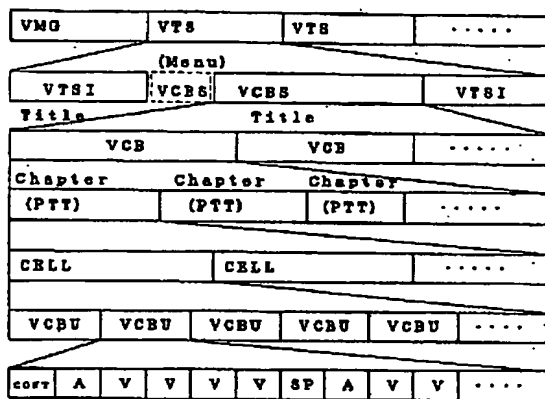 VMG VTS VTS .....
(Menu)
VTSI VCBS VCBS VTSI
Title Title
VCB VCB .....
Chapter Chapter Chapter
(PTT) (PTT) (PTT) .....
CELL CELL .....
VCBU VCBU VCBU VCBU VCBU ....
CONT A V V V V SP A V V ....